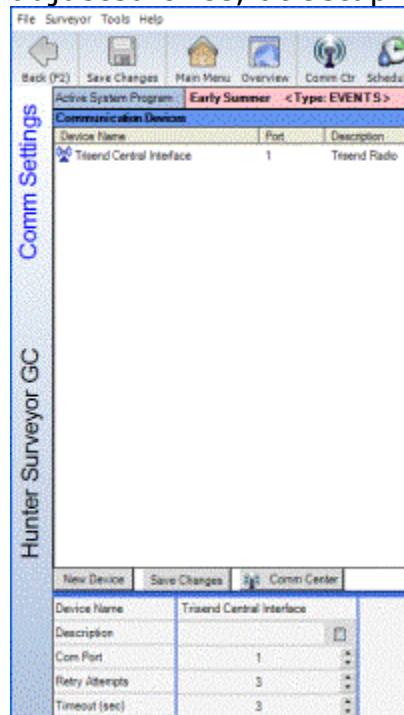 File Surveyor Tools Help
Back (F2) Save Changes Main Menu Overview Comm Ctr
Active System Program Early Summer <Type: EVENTS>
Communication Devices
Device Name Port Description
Trisend Central Interface 1 Trisend Radio
Comm Settings
Hunter Surveyor GC
New Device Save Changes Comm Center
Device Name Trisend Central Interface
Description
Com Port 1
Retry Attempts 3
Timeout (sec) 3